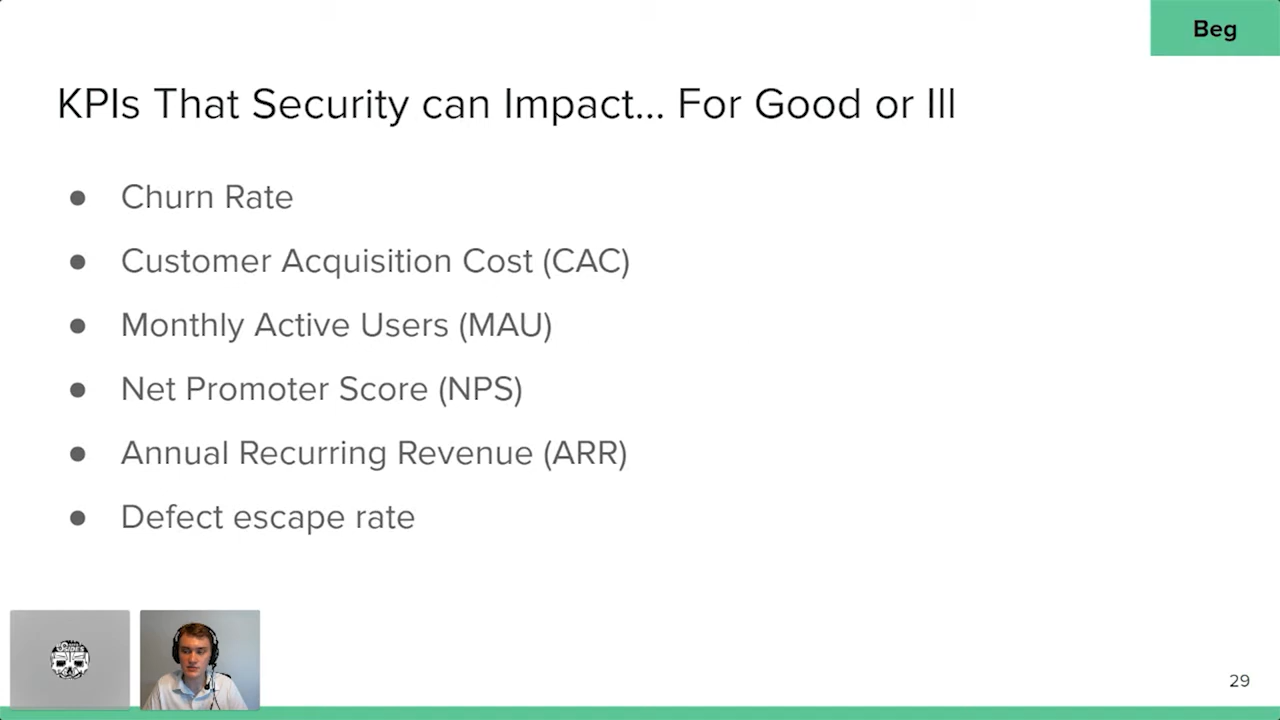 Beg
KPIs That Security can Impact... For Good or Ill
● Churn Rate
● Customer Acquisition Cost (CAC)
● Monthly Active Users (MAU)
● Net Promoter Score (NPS)
● Annual Recurring Revenue (ARR)
● Defect escape rate
29